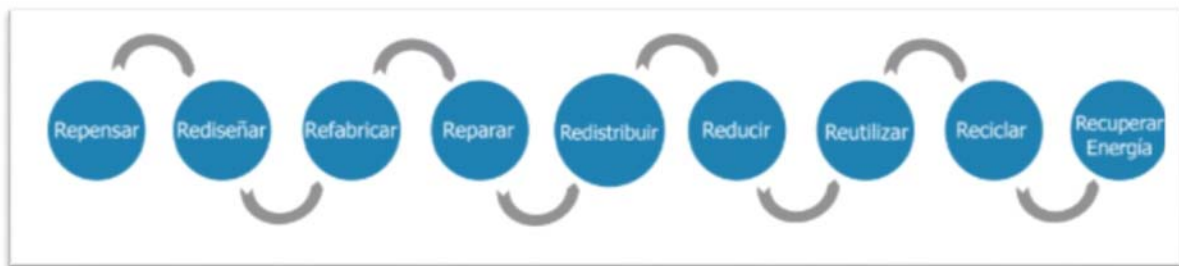 Repensar
Rediseñar
Refabricar
Reparar
Redistribuir
Reducir
Reutilizar
Reciclar
Recuperar
Energía